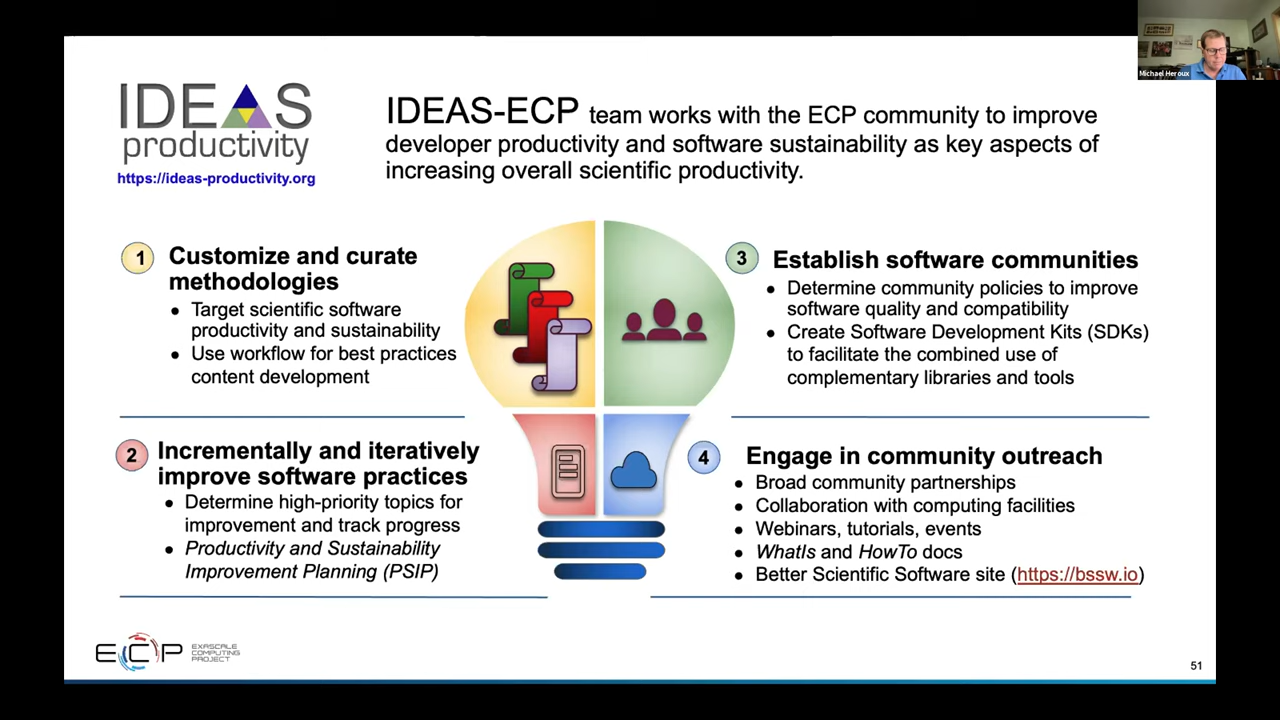 Michael Heroux
IDEAS
productivity
https://ideas-productivity.org
IDEAS-ECP team works with the ECP community to improve
developer productivity and software sustainability as key aspects of
increasing overall scientific productivity.
1 Customize and curate
methodologies
• Target scientific software
productivity and sustainability
• Use workflow for best practices
content development
2 Incrementally and iteratively
improve software practices
• Determine high-priority topics for
improvement and track progress
• Productivity and Sustainability
Improvement Planning (PSIP)
3 Establish software communities
• Determine community policies to improve
software quality and compatibility
• Create Software Development Kits (SDKs)
to facilitate the combined use of
complementary libraries and tools
4 Engage in community outreach
• Broad community partnerships
• Collaboration with computing facilities
• Webinars, tutorials, events
• WhatIs and HowTo docs
• Better Scientific Software site (https://bssw.io)
ECP
EXASCALE
COMPUTING
PROJECT
51